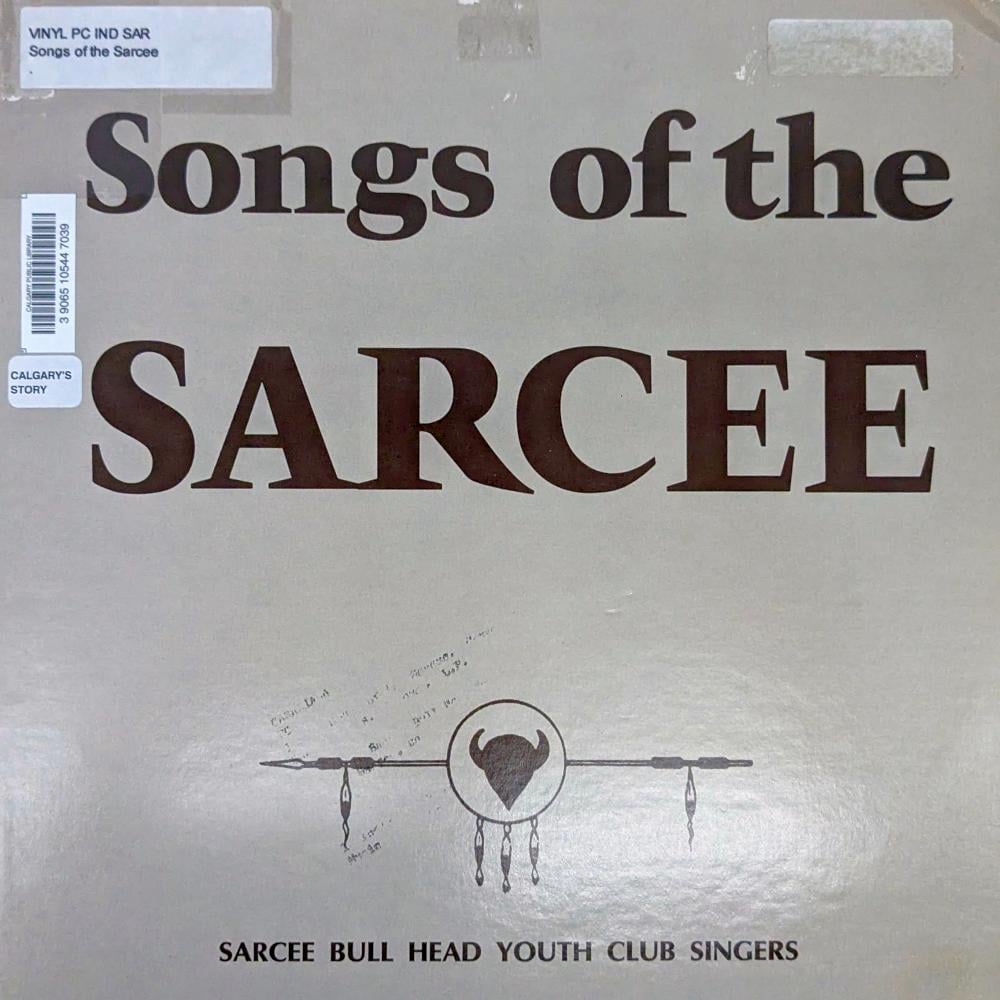 VINYL PC IND SAR
Songs of the Sarcee
Songs of the
CALGARY PUBLIC LIBRARY
3 9065 10544 7039
CALGARY'S
STORY
SARCEE
SARCEE BULL HEAD YOUTH CLUB SINGERS